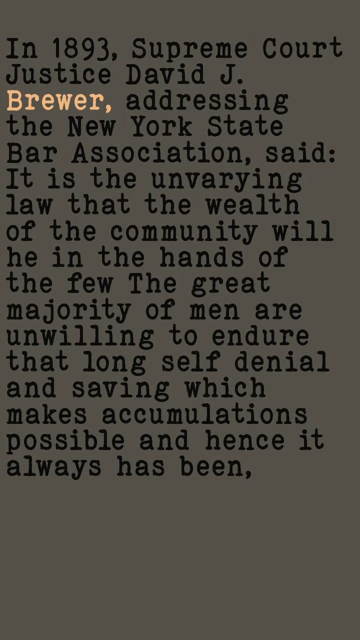 In 1893, Supreme Court
Justice David J.
Brewer, addressing
the New York State
Bar Association, said:
It is the unvarying
law that the wealth
of the community will
he in the hands of
the few The great
majority of men are
unwilling to endure
that long self denial
and saving which
makes accumulations
possible and hence it
always has been,